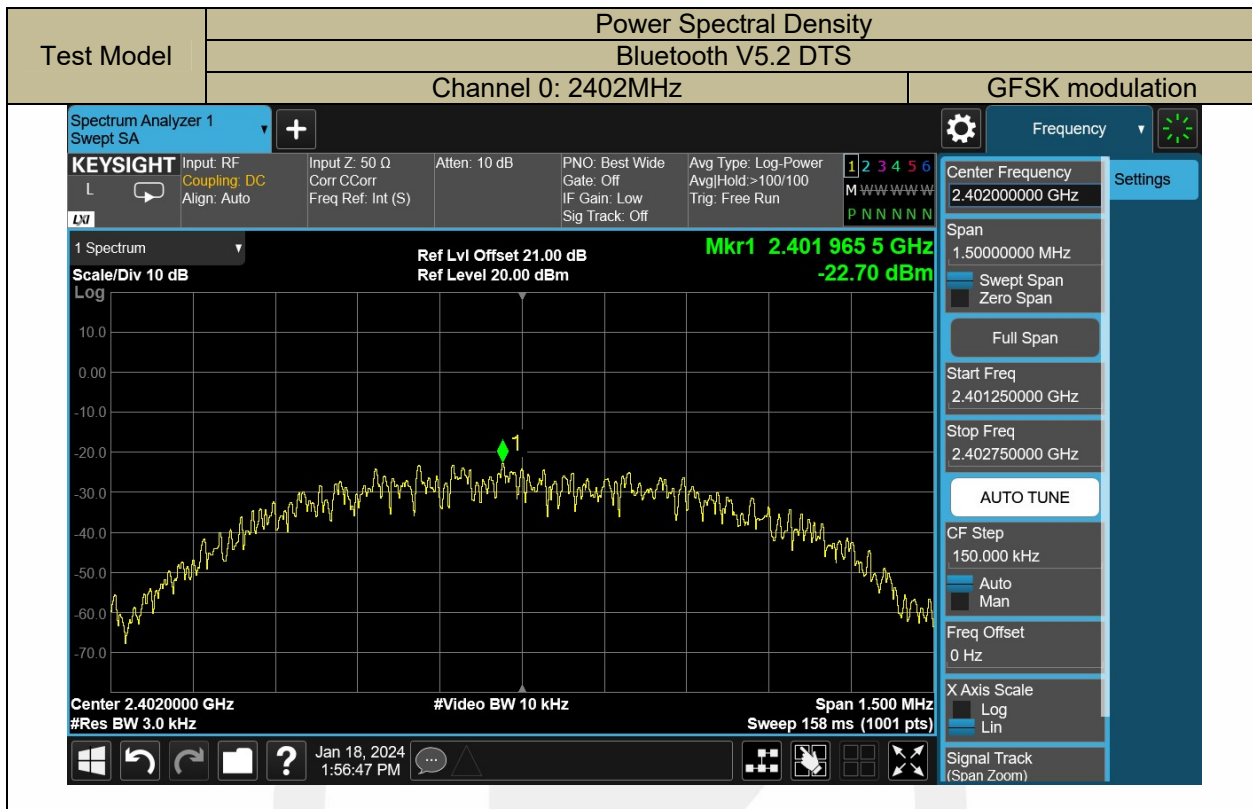 Test Model
Power Spectral Density
Bluetooth V5.2 DTS
Channel 0: 2402MHz
GFSK modulation
Spectrum Analyzer 1
Swept SA
Frequency
KEYSIGHT
L
LXI
Input: RF
Coupling: DC
Align: Auto
Input Z: 50 Ω
Corr CCorr
Freq Ref: Int (S)
Atten: 10 dB
PNO: Best Wide
Gate: Off
IF Gain: Low
Sig Track: Off
Avg Type: Log-Power
Avg|Hold:>100/100
Trig: Free Run
1 2 3 4 5 6
M W W W W W
P N N N N N
1 Spectrum
Scale/Div 10 dB
Log
Ref Lvl Offset 21.00 dB
Ref Level 20.00 dBm
Mkr1 2.401 965 5 GHz
-22.70 dBm
10.0
0.00
-10.0
-20.0
-30.0
-40.0
-50.0
-60.0
-70.0
1
Center 2.4020000 GHz
#Res BW 3.0 kHz
#Video BW 10 kHz
Span 1.500 MHz
Sweep 158 ms (1001 pts)
?
Jan 18, 2024
1:56:47 PM
Center Frequency
2.402000000 GHz
Span
1.50000000 MHz
Swept Span
Zero Span
Full Span
Start Freq
2.401250000 GHz
Stop Freq
2.402750000 GHz
AUTO TUNE
CF Step
150.000 kHz
Auto
Man
Freq Offset
0 Hz
X Axis Scale
Log
Lin
Signal Track
(Span Zoom)
Settings